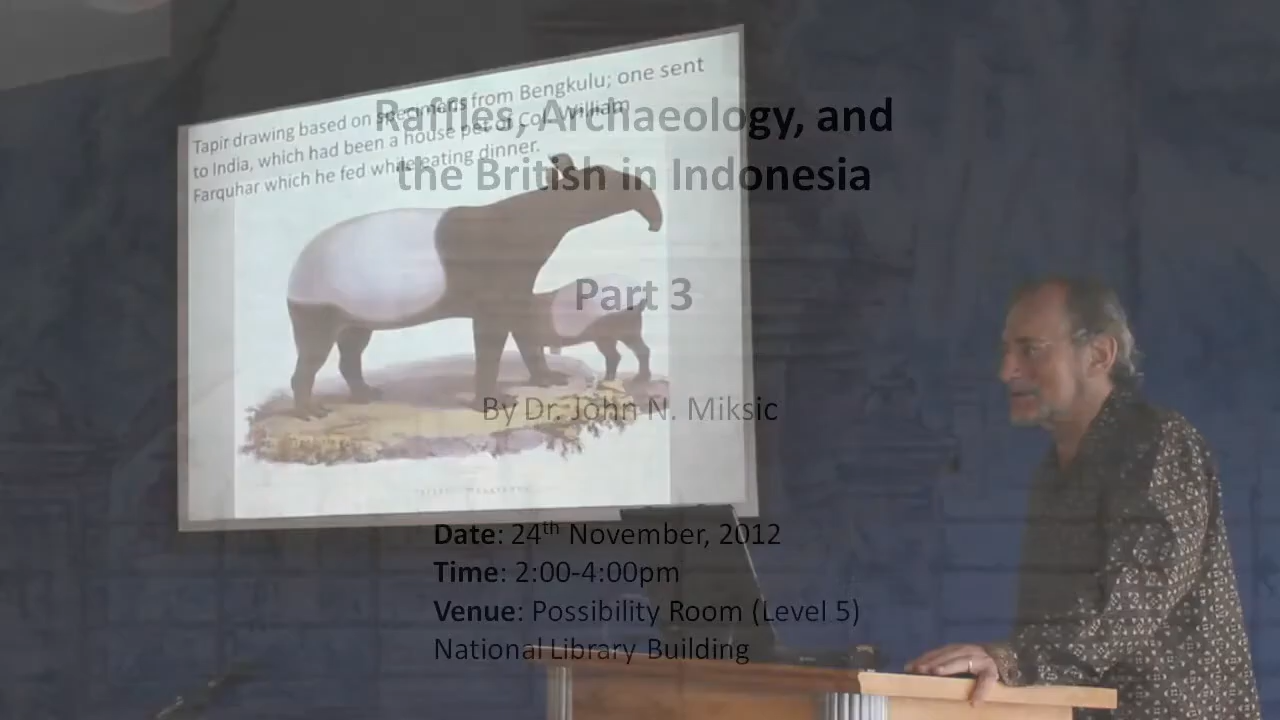 Tapir drawing based on specimens from Bengkulu; one sent
to India, which had been a house pet of Col. William
Farquhar which he fed while eating dinner.
Raffles, Archaeology, and
the British in Indonesia
Part 3
By Dr. John N. Miksic
Date: 24th November, 2012
Time: 2:00-4:00pm
Venue: Possibility Room (Level 5)
National Library Building